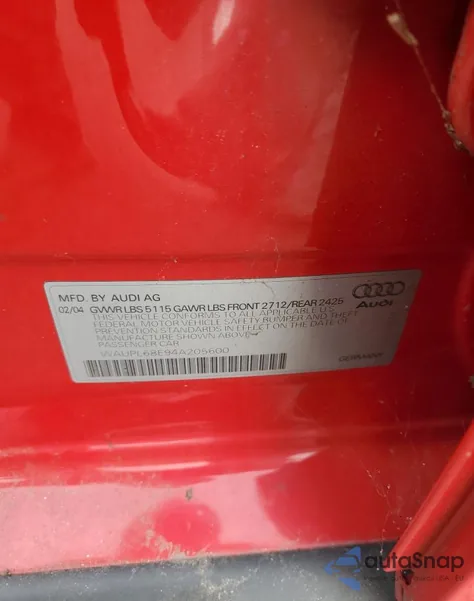 MFD. BY AUDI AG
02/04 GVWR LBS 5115 GAWR LBS FRONT 2712/REAR 2425
THIS VEHICLE CONFORMS TO ALL APPLICABLE U.S.
FEDERAL MOTOR VEHICLE SAFETY BUMPER AND THEFT
PREVENTION STANDARDS IN EFFECT ON THE DATE OF
MANUFACTURE SHOWN ABOVE
PASSENGER CAR
WAUPL68E94A205600
Audi
GERMANY
autoSnap